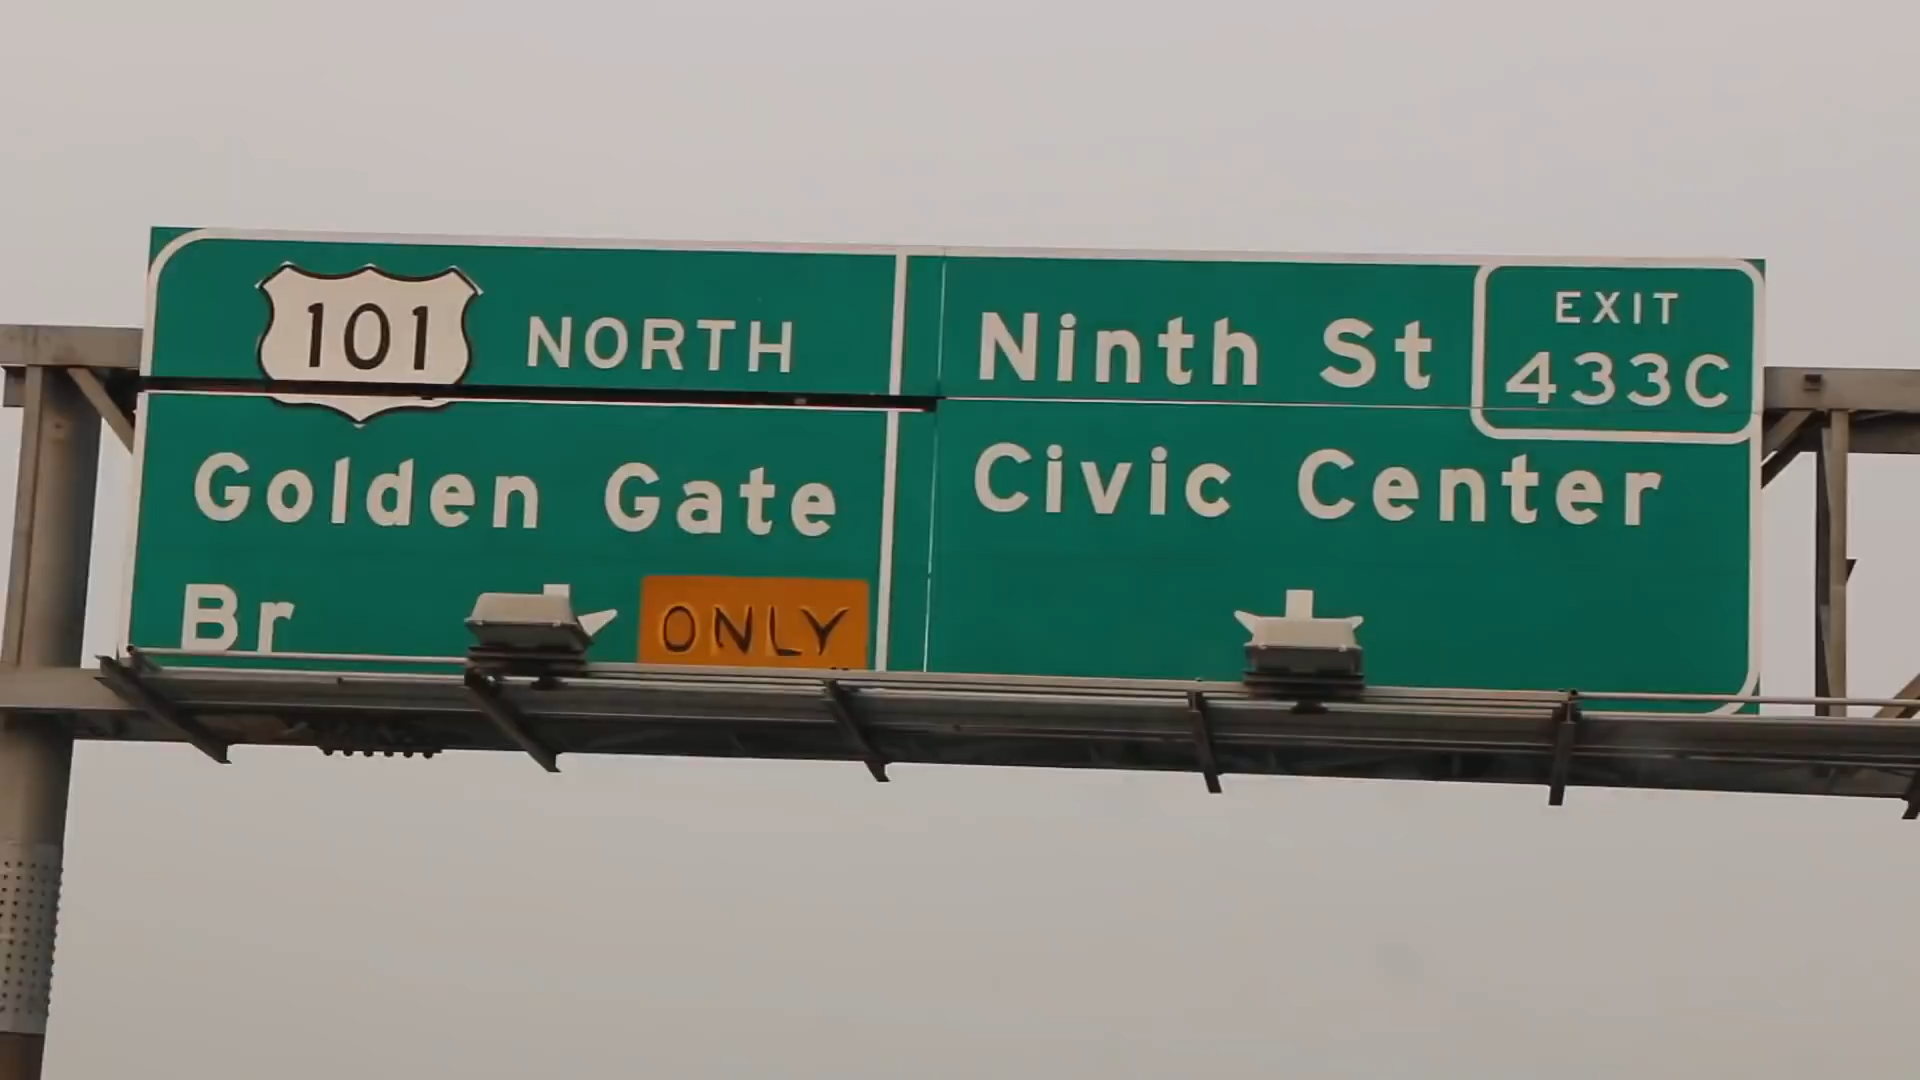 101 NORTH
Golden Gate
Br ONLY
Ninth St
Civic Center
EXIT
433C